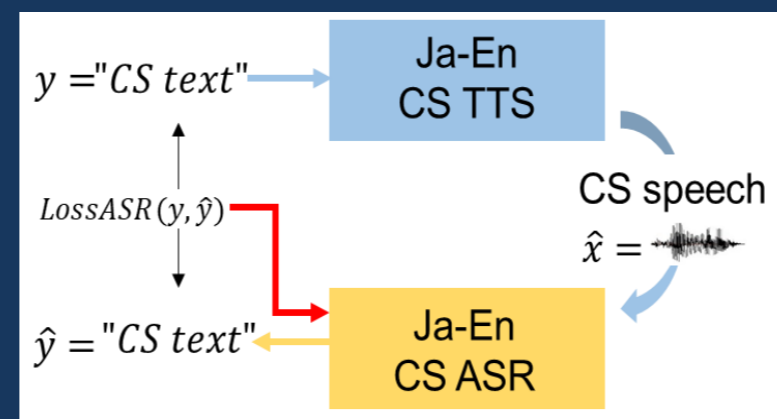 y ="CS text"
Ja-En
CS TTS
LossASR(y,ŷ)
CS speech
x̂ =
ŷ = "CS text"
Ja-En
CS ASR